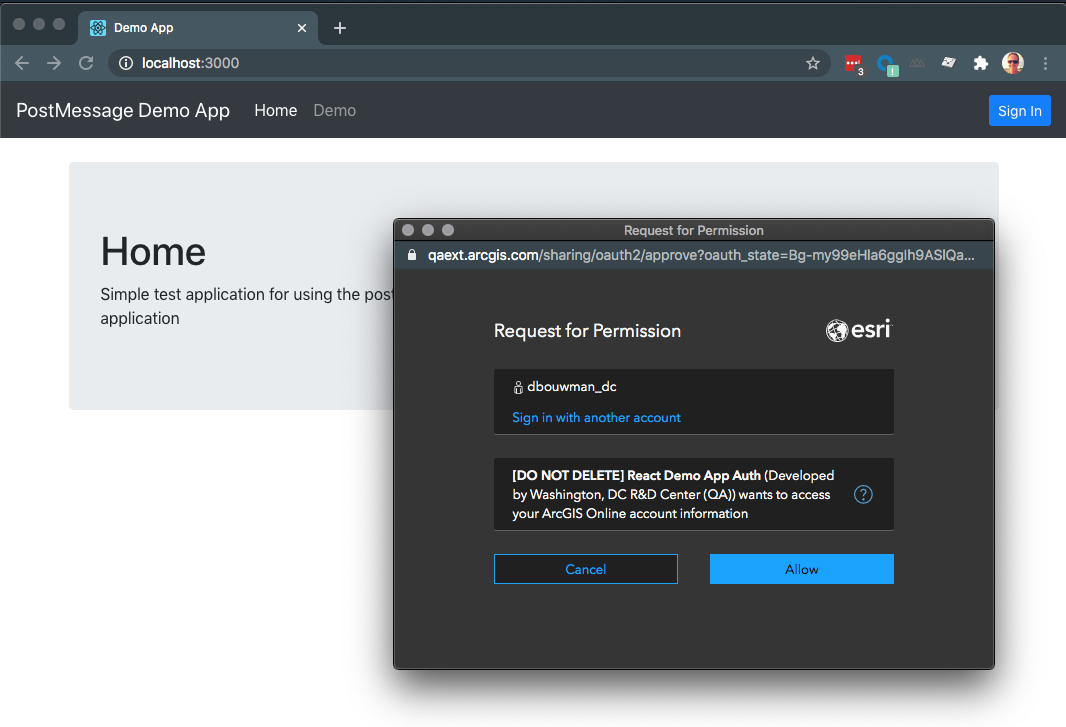 Demo App
localhost:3000
3
PostMessage Demo App Home Demo Sign In
Home
Simple test application for using the post
application
Request for Permission
qaext.arcgis.com/sharing/oauth2/approve?oauth_state=Bg-my99eHla6ggIh9ASlQa...
Request for Permission
esri
dbouwman_dc
Sign in with another account
[DO NOT DELETE] React Demo App Auth (Developed
by Washington, DC R&D Center (QA)) wants to access
your ArcGIS Online account information
?
Cancel Allow